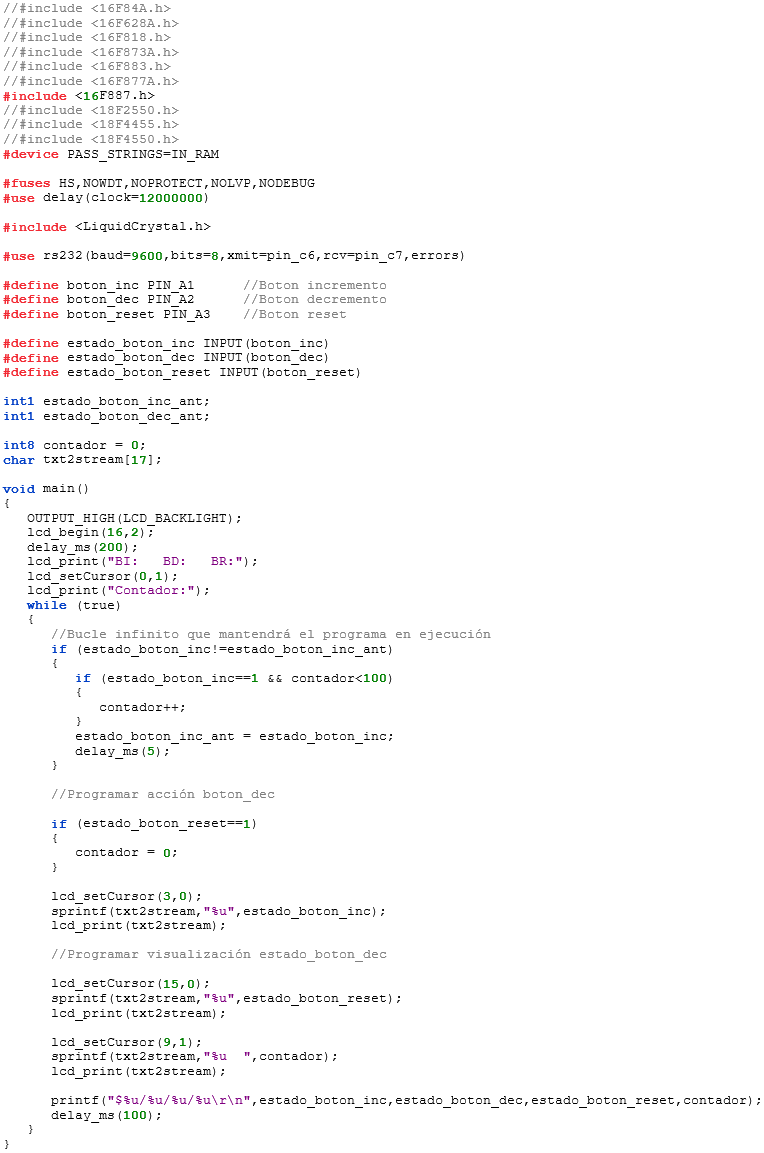 //#include <16F84A.h>
//#include <16F628A.h>
//#include <16F818.h>
//#include <16F873A.h>
//#include <16F883.h>
//#include <16F877A.h>
#include <16F887.h>
//#include <18F2550.h>
//#include <18F4455.h>
//#include <18F4550.h>
#device PASS_STRINGS=IN_RAM

#fuses HS,NOWDT,NOPROTECT,NOLVP,NODEBUG
#use delay(clock=12000000)

#include <LiquidCrystal.h>

#use rs232(baud=9600,bits=8,xmit=pin_c6,rcv=pin_c7,errors)

#define boton_inc PIN_A1      //Boton incremento
#define boton_dec PIN_A2      //Boton decremento
#define boton_reset PIN_A3    //Boton reset

#define estado_boton_inc INPUT(boton_inc)
#define estado_boton_dec INPUT(boton_dec)
#define estado_boton_reset INPUT(boton_reset)

int1 estado_boton_inc_ant;
int1 estado_boton_dec_ant;

int8 contador = 0;
char txt2stream[17];

void main()
{
   OUTPUT_HIGH(LCD_BACKLIGHT);
   lcd_begin(16,2);
   delay_ms(200);
   lcd_print("BI:   BD:   BR:");
   lcd_setCursor(0,1);
   lcd_print("Contador:");
   while (true)
   {
      //Bucle infinito que mantendrá el programa en ejecución
      if (estado_boton_inc!=estado_boton_inc_ant)
      {
         if (estado_boton_inc==1 && contador<100)
         {
            contador++;
         }
         estado_boton_inc_ant = estado_boton_inc;
         delay_ms(5);
      }

      //Programar acción boton_dec

      if (estado_boton_reset==1)
      {
         contador = 0;
      }

      lcd_setCursor(3,0);
      sprintf(txt2stream,"%u",estado_boton_inc);
      lcd_print(txt2stream);

      //Programar visualización estado_boton_dec

      lcd_setCursor(15,0);
      sprintf(txt2stream,"%u",estado_boton_reset);
      lcd_print(txt2stream);

      lcd_setCursor(9,1);
      sprintf(txt2stream,"%u  ",contador);
      lcd_print(txt2stream);

      printf("$%u/%u/%u/%u\r\n",estado_boton_inc,estado_boton_dec,estado_boton_reset,contador);
      delay_ms(100);
   }
}